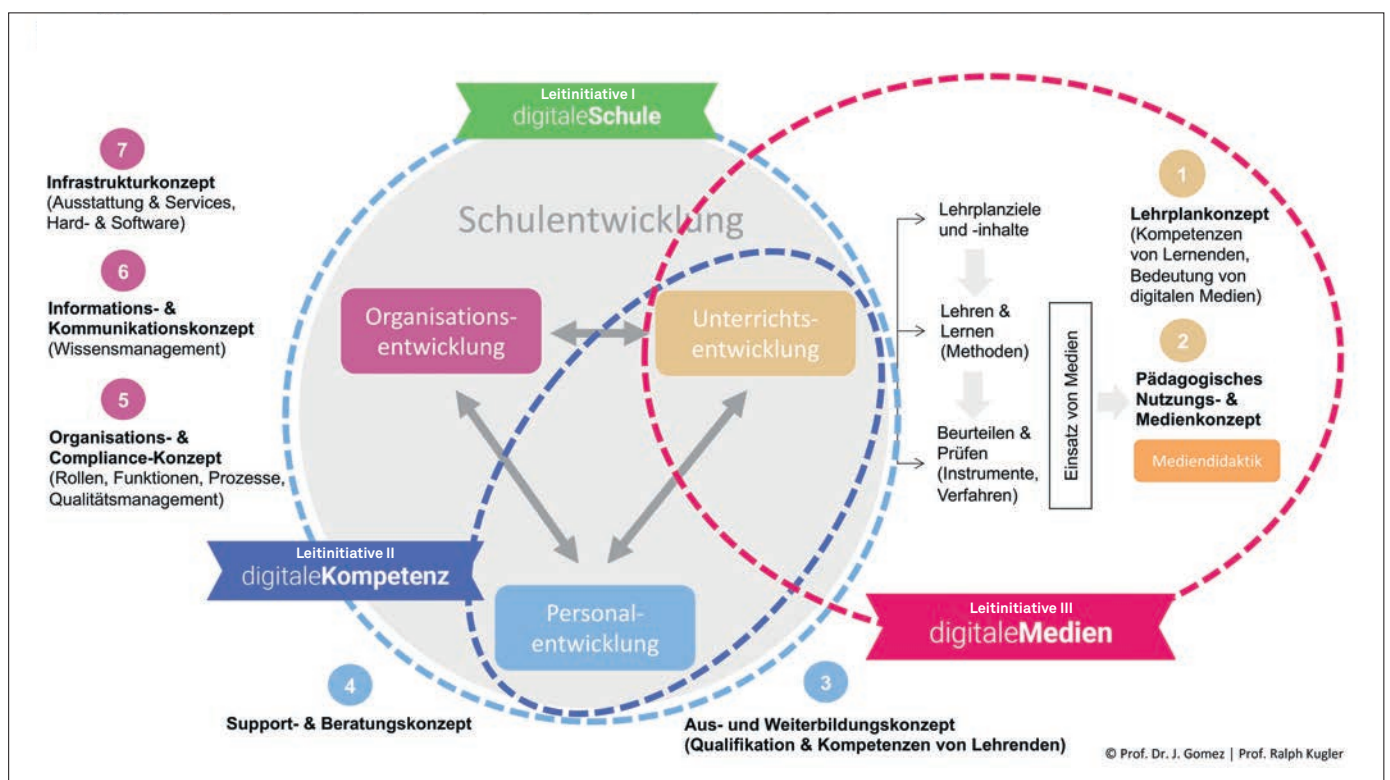 Leitinitiative I
digitaleSchule
7
Infrastrukturkonzept
(Ausstattung & Services,
Hard- & Software)
6
Informations- &
Kommunikationskonzept
(Wissensmanagement)
5
Organisations- &
Compliance-Konzept
(Rollen, Funktionen, Prozesse,
Qualitätsmanagement)
Schulentwicklung
Organisations-
entwicklung
Unterrichts-
entwicklung
Personal-
entwicklung
Leitinitiative II
digitaleKompetenz
4
Support- & Beratungskonzept
3
Aus- und Weiterbildungskonzept
(Qualifikation & Kompetenzen von Lehrenden)
Lehrplanziele
und -inhalte
Lehren &
Lernen
(Methoden)
Beurteilen &
Prüfen
(Instrumente,
Verfahren)
Einsatz von Medien
1
Lehrplankonzept
(Kompetenzen
von Lernenden,
Bedeutung von
digitalen Medien)
2
Pädagogisches
Nutzungs- &
Medienkonzept
Mediendidaktik
Leitinitiative III
digitaleMedien
© Prof. Dr. J. Gomez | Prof. Ralph Kugler